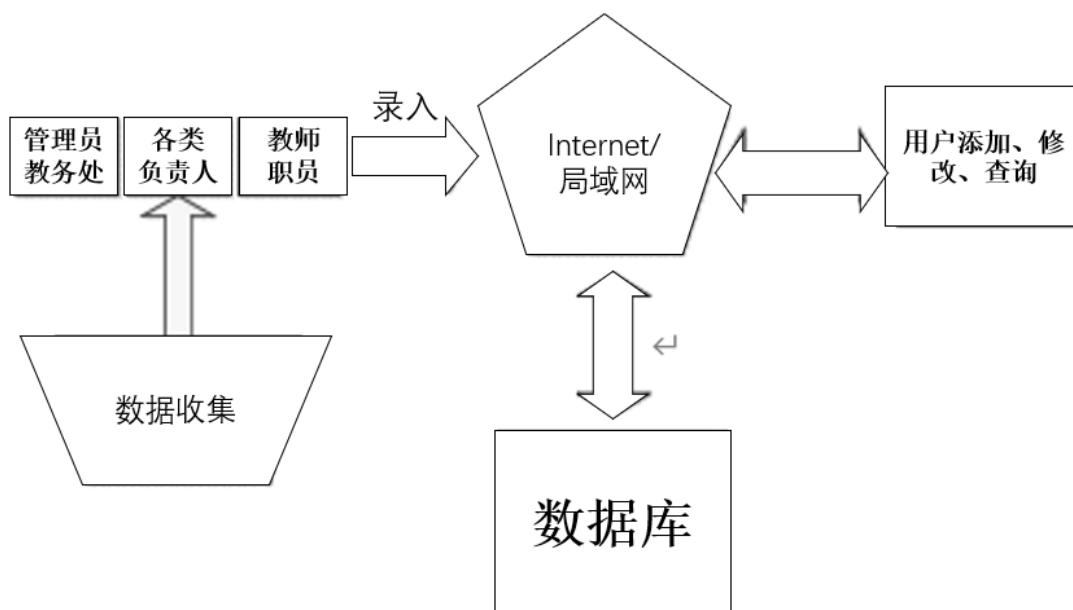 录入
管理员
教务处
各类
负责人
教师
职员
Internet/
局域网
用户添加、修
改、查询
数据收集
数据库